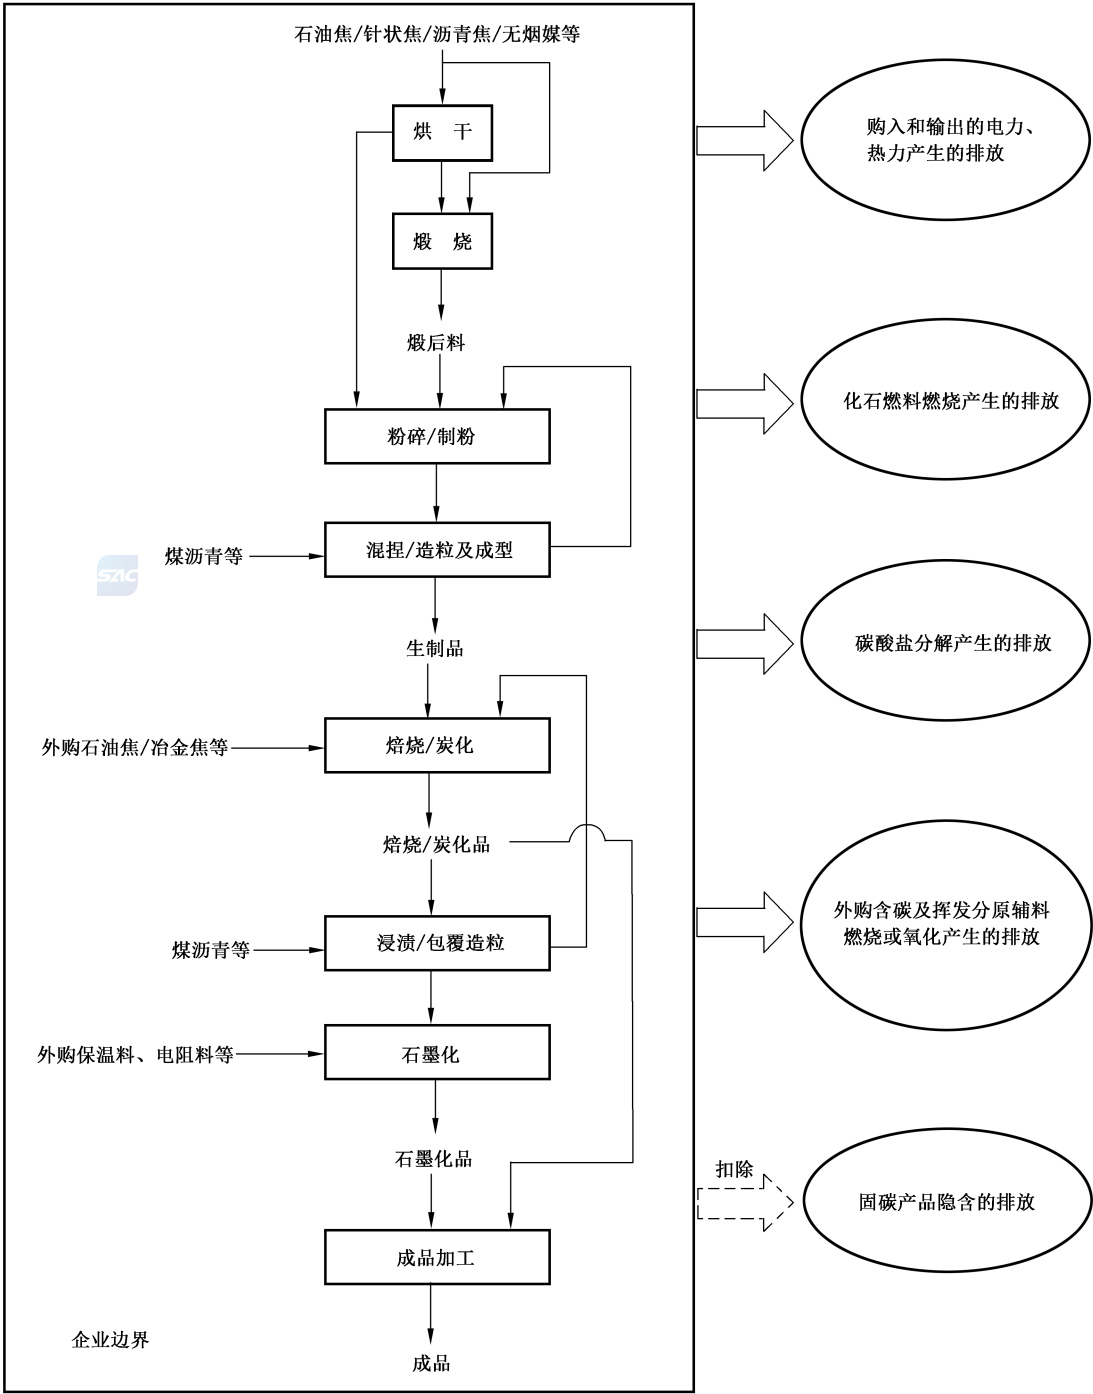 石油焦/针状焦/沥青焦/无烟媒等
烘 干
煅 烧
煅后料
粉碎/制粉
煤沥青等
混捏/造粒及成型
SAC
生制品
外购石油焦/冶金焦等
焙烧/炭化
焙烧/炭化品
煤沥青等
浸渍/包覆造粒
外购保温料、电阻料等
石墨化
石墨化品
成品加工
成品
企业边界
购入和输出的电力、
热力产生的排放
化石燃料燃烧产生的排放
碳酸盐分解产生的排放
外购含碳及挥发分原辅料
燃烧或氧化产生的排放
扣除
固碳产品隐含的排放